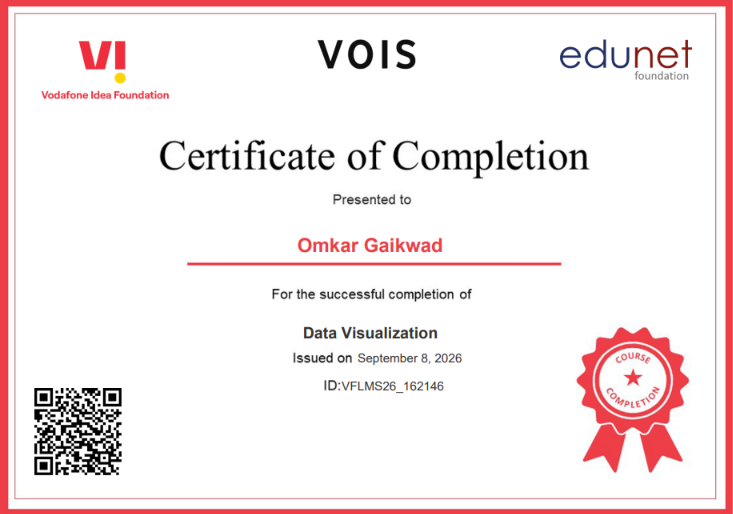 VI
Vodafone Idea Foundation
VOIS
edunet
foundation
Certificate of Completion
Presented to
Omkar Gaikwad
For the successful completion of
Data Visualization
Issued on September 8, 2026
ID:VFLMS26_162146
COURSE
COMPLETION